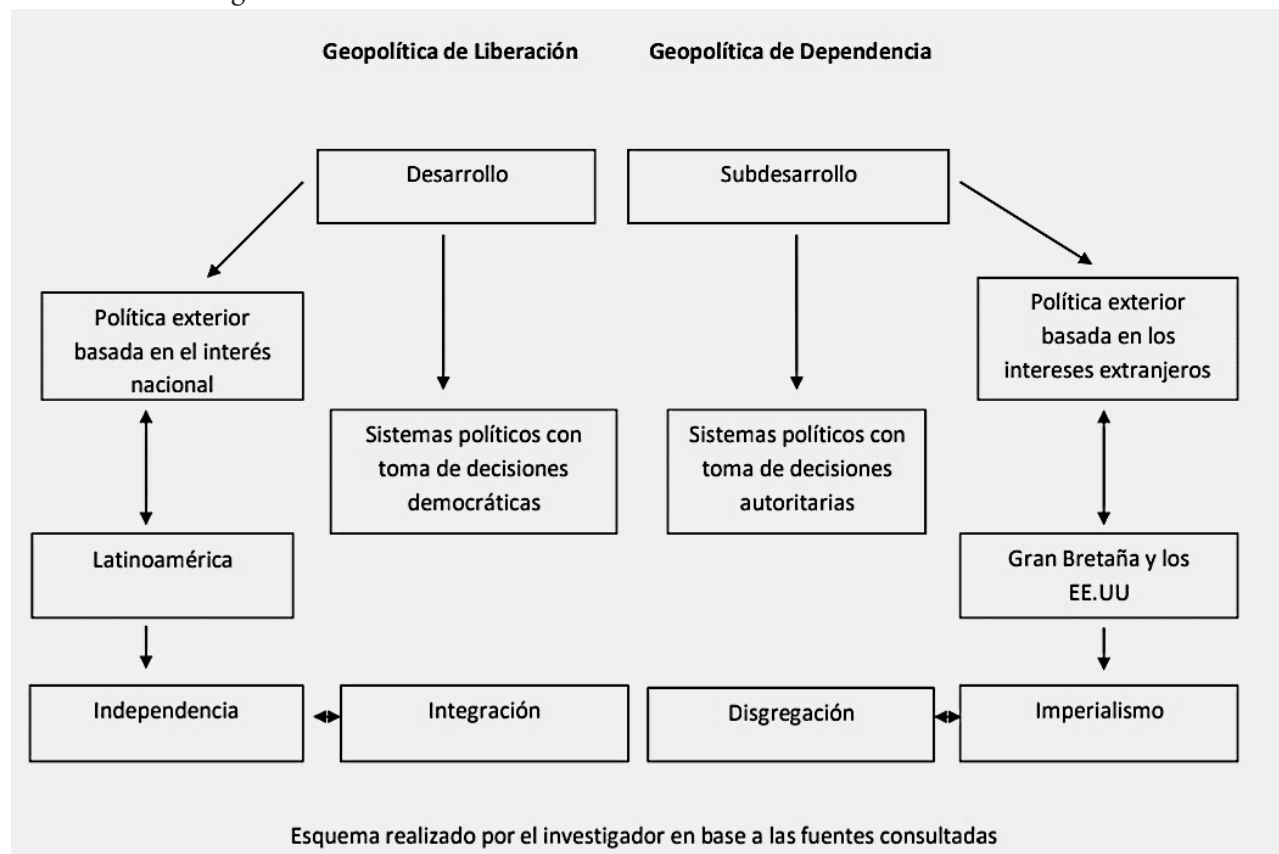 Geopolítica de Liberación
Geopolítica de Dependencia
Desarrollo
Subdesarrollo
Política exterior
basada en el interés
nacional
Política exterior
basada en los
intereses extranjeros
Sistemas políticos con
toma de decisiones
democráticas
Sistemas políticos con
toma de decisiones
autoritarias
Latinoamérica
Gran Bretaña y los
EE.UU
Independencia
Integración
Disgregación
Imperialismo
Esquema realizado por el investigador en base a las fuentes consultadas